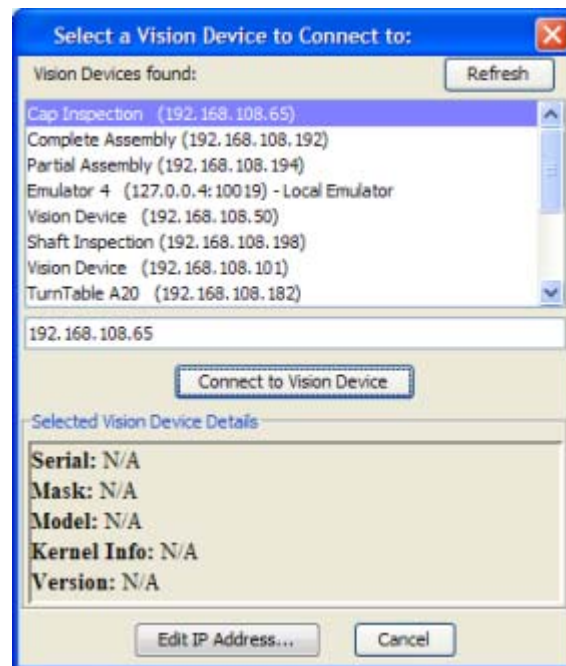 Select a Vision Device to Connect to:
Vision Devices found:
Refresh
Cap Inspection (192.168.108.65)
Complete Assembly (192.168.108.192)
Partial Assembly (192.168.108.194)
Emulator 4 (127.0.0.4:10019) - Local Emulator
Vision Device (192.168.108.50)
Shaft Inspection (192.168.108.198)
Vision Device (192.168.108.101)
TurnTable A20 (192.168.108.182)
192.168.108.65
Connect to Vision Device
Selected Vision Device Details
Serial: N/A
Mask: N/A
Model: N/A
Kernel Info: N/A
Version: N/A
Edit IP Address...
Cancel